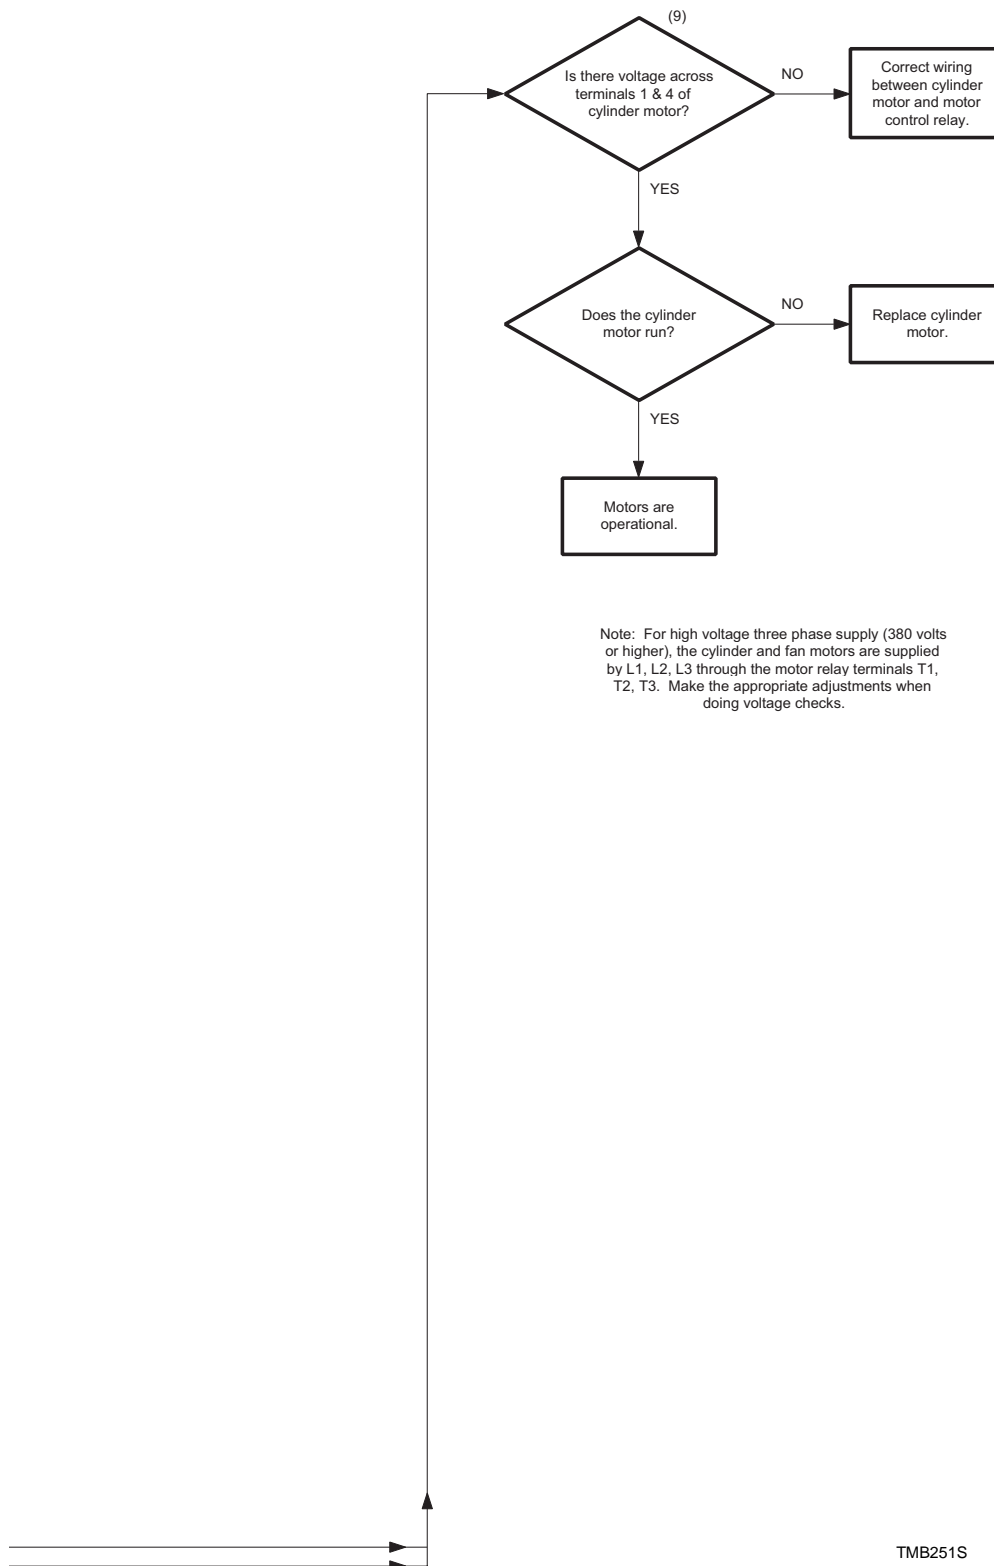 (9)
Is there voltage across
terminals 1 & 4 of
cylinder motor?
NO
Correct wiring
between cylinder
motor and motor
control relay.
YES
Does the cylinder
motor run?
NO
Replace cylinder
motor.
YES
Motors are
operational.
Note: For high voltage three phase supply (380 volts
or higher), the cylinder and fan motors are supplied
by L1, L2, L3 through the motor relay terminals T1,
T2, T3. Make the appropriate adjustments when
doing voltage checks.
TMB251S